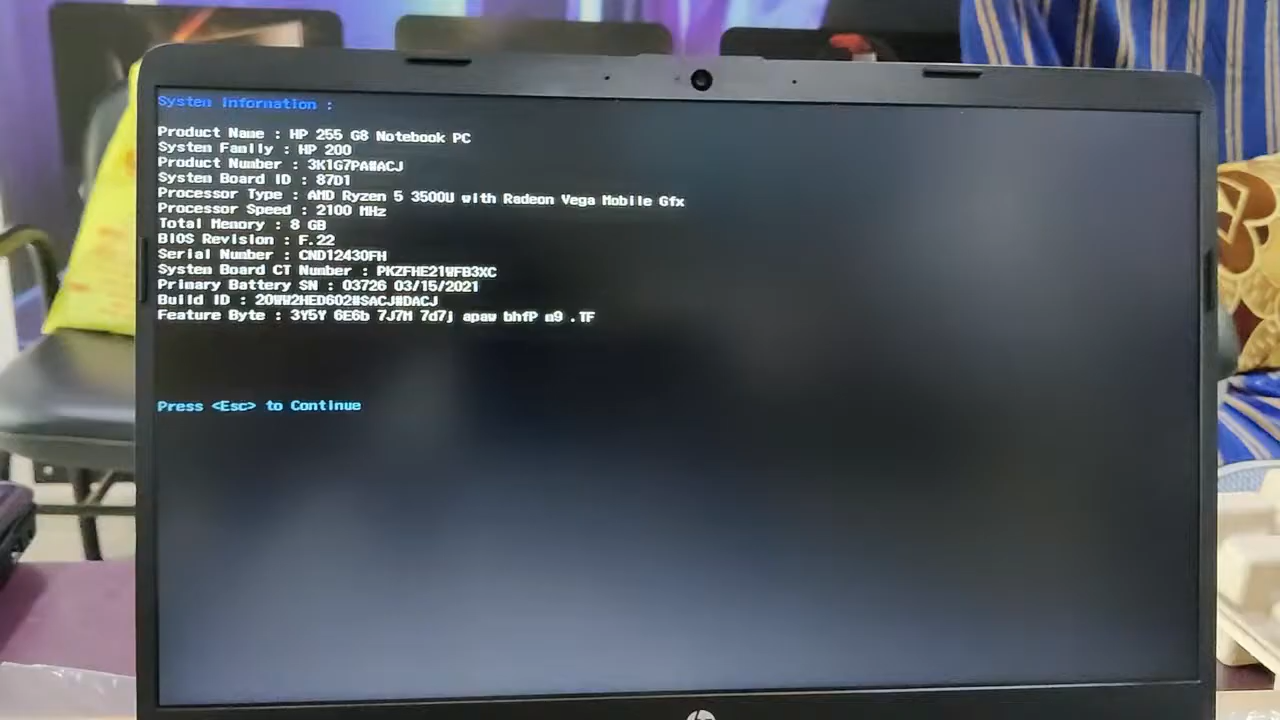 System Information :
Product Name : HP 255 G8 Notebook PC
System Family : HP 200
Product Number : 3K1G7PA#ACJ
System Board ID : 87D1
Processor Type : AMD Ryzen 5 3500U with Radeon Vega Mobile Gfx
Processor Speed : 2100 MHz
Total Memory : 8 GB
BIOS Revision : F.22
Serial Number : CND12430FH
System Board CT Number : PKZFHE21WFB3XC
Primary Battery SN : 03726 03/15/2021
Build ID : 20WW2HED602#SACJ#DACJ
Feature Byte : 3Y5Y 6E6b 7J7M 7d7j apaw bhfP m9 .TF
Press <Esc> to Continue
hp